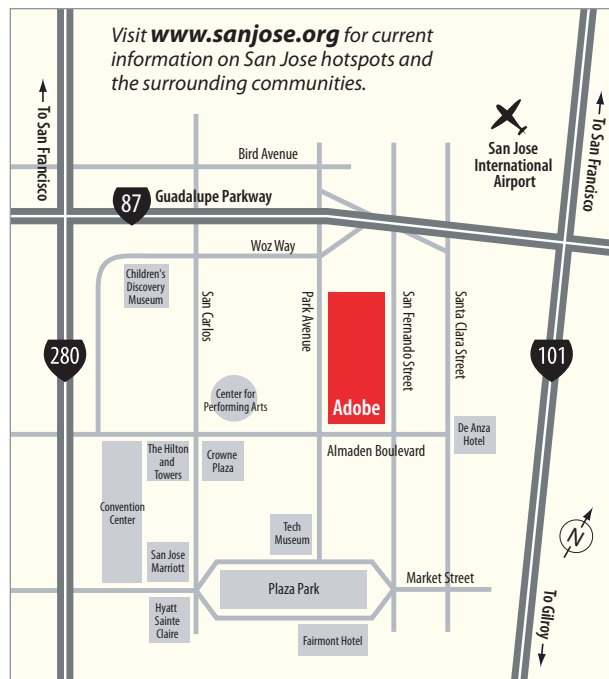 Visit www.sanjose.org for current
information on San Jose hotspots and
the surrounding communities.
To San Francisco
To San Francisco
San Jose
International
Airport
Bird Avenue
87
Guadalupe Parkway
Woz Way
Children's
Discovery
Museum
San Carlos
Park Avenue
San Fernando Street
Santa Clara Street
280
101
Center for
Performing Arts
Adobe
De Anza
Hotel
Almaden Boulevard
The Hilton
and
Towers
Crowne
Plaza
Convention
Center
Tech
Museum
N
San Jose
Marriott
Plaza Park
Market Street
Hyatt
Sainte
Claire
Fairmont Hotel
To Gilroy